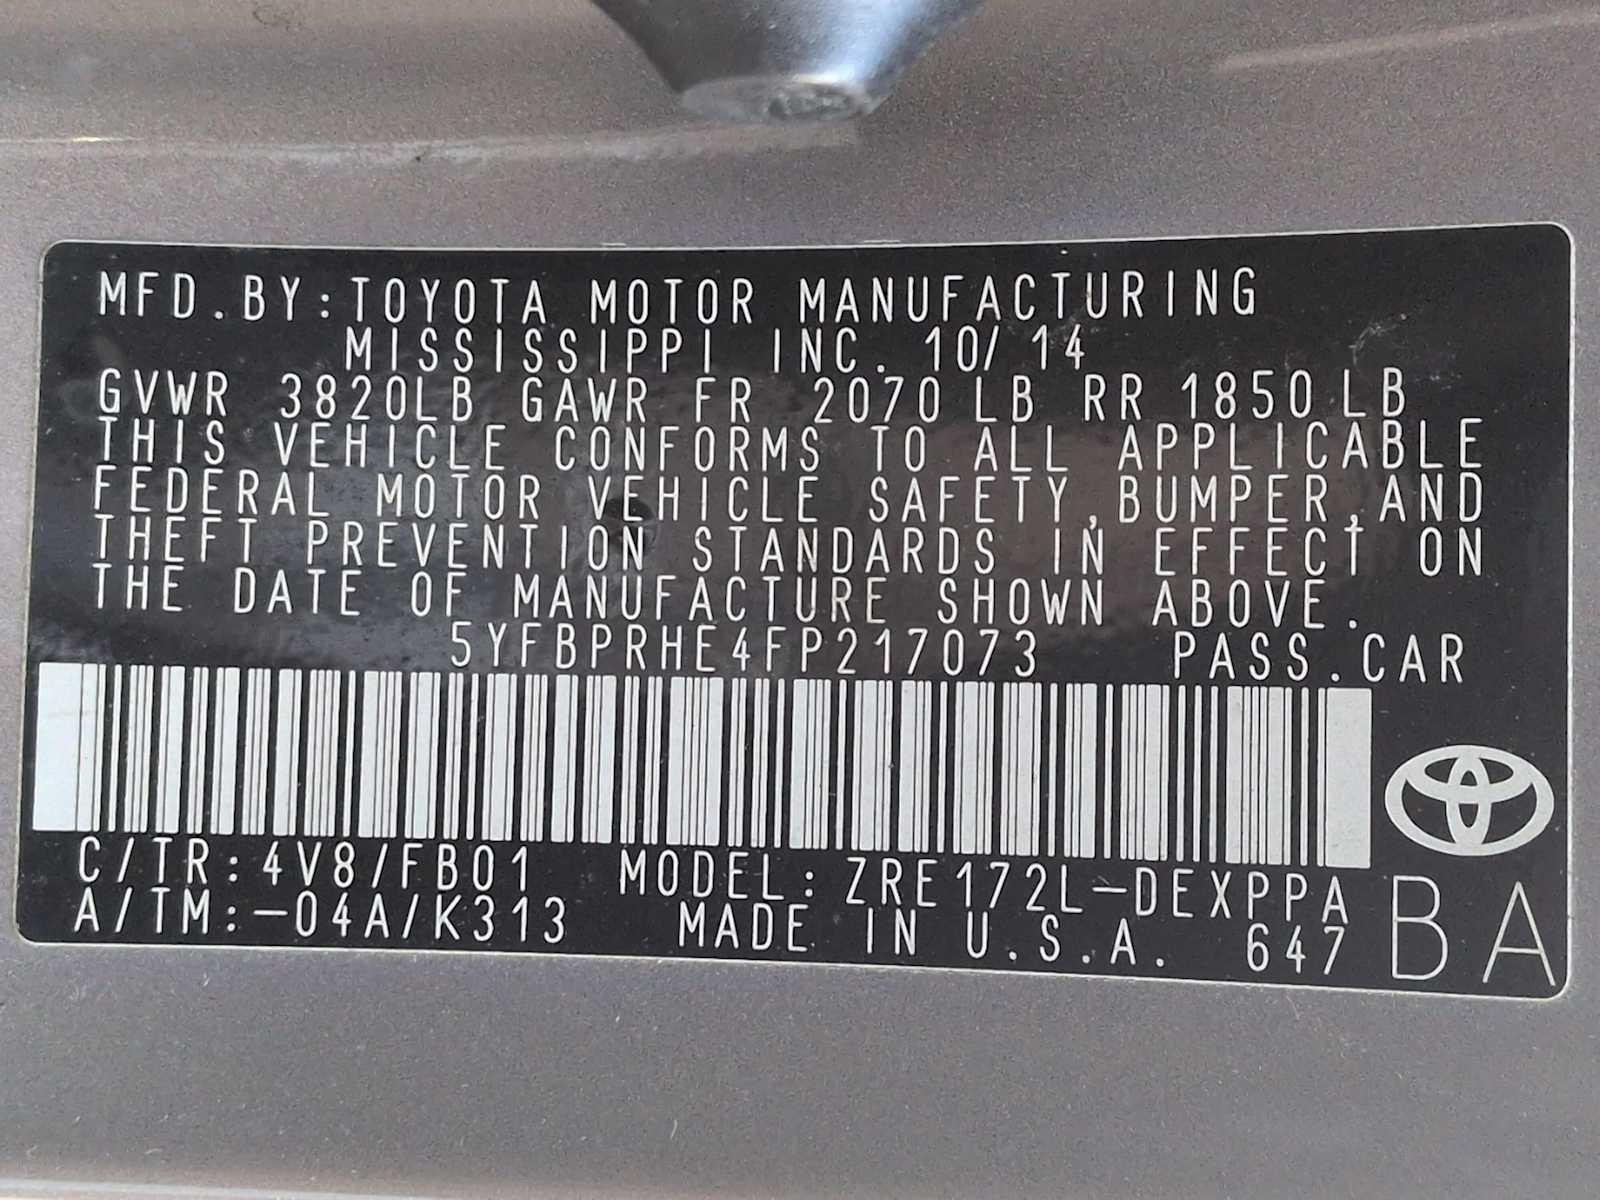 MFD.BY:TOYOTA MOTOR MANUFACTURING
MISSISSIPPI INC. 10/14
GVWR 3820LB GAWR FR 2070 LB RR 1850 LB
THIS VEHICLE CONFORMS TO ALL APPLICABLE
FEDERAL MOTOR VEHICLE SAFETY,BUMPER,AND
THEFT PREVENTION STANDARDS IN EFFECT ON
THE DATE OF MANUFACTURE SHOWN ABOVE.
5YFBPRHE4FP217073 PASS.CAR
C/TR:4V8/FB01 MODEL:ZRE172L-DEXPPA
A/TM:-04A/K313 MADE IN U.S.A. 647
BA